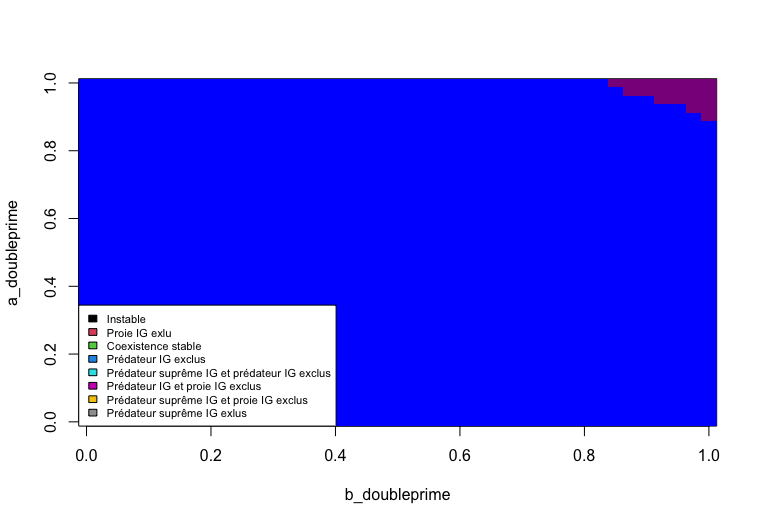 a_doubleprime
1.0
0.8
0.6
0.4
0.2
0.0
Instable
Proie IG exlu
Coexistence stable
Prédateur IG exclus
Prédateur suprême IG et prédateur IG exclus
Prédateur IG et proie IG exclus
Prédateur suprême IG et proie IG exclus
Prédateur suprême IG exlus
0.0 0.2 0.4 0.6 0.8 1.0
b_doubleprime